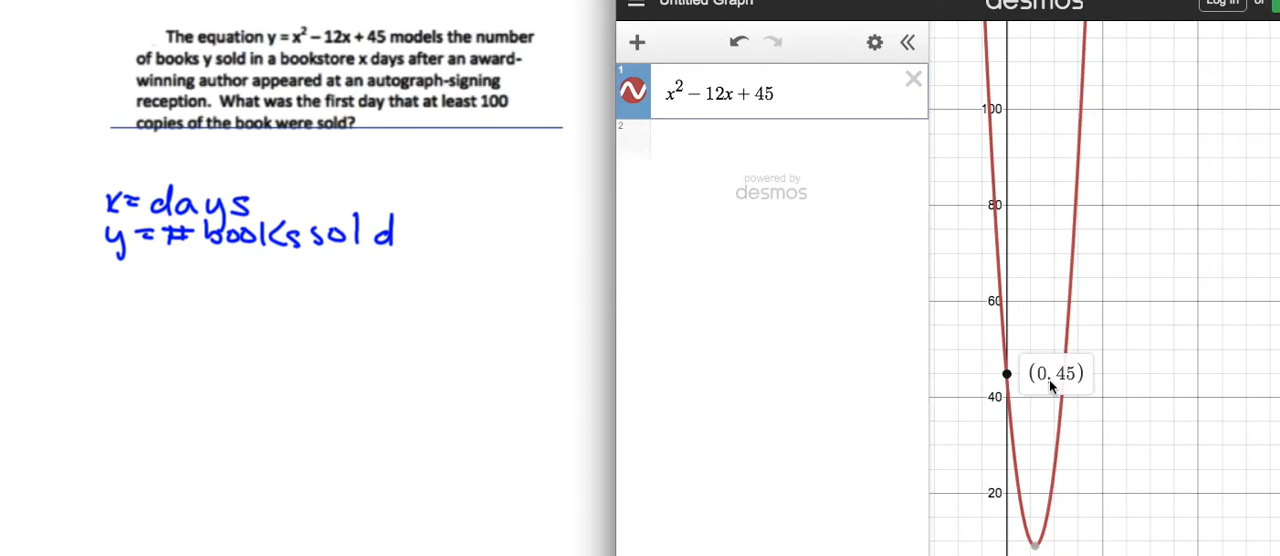 Untitled Graph
desmos
Log In
or
The equation y = x² – 12x + 45 models the number
of books y sold in a bookstore x days after an award-
winning author appeared at an autograph-signing
reception. What was the first day that at least 100
copies of the book were sold?
x = days
y = # books sold
1
x² − 12x + 45
2
powered by
desmos
100
80
60
(0, 45)
40
20